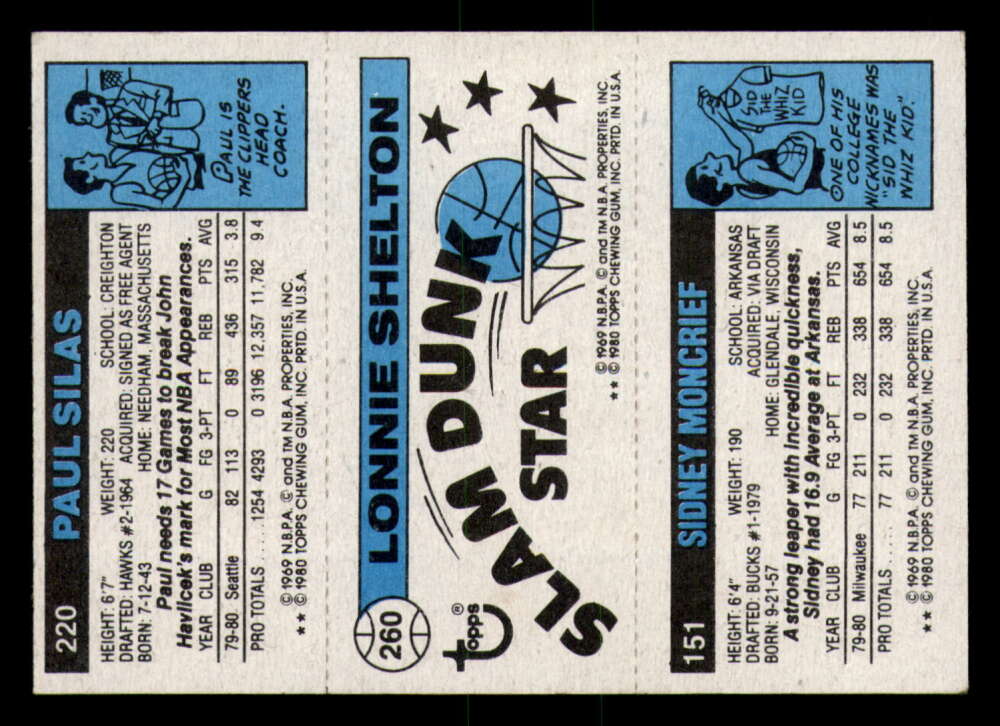 220 PAUL SILAS
HEIGHT: 6'7" WEIGHT: 220 SCHOOL: CREIGHTON
DRAFTED: HAWKS #2-1964 ACQUIRED: SIGNED AS FREE AGENT
BORN: 7-12-43 HOME: NEEDHAM, MASSACHUSETTS
Paul needs 17 Games to break John
Havlicek's mark for Most NBA Appearances.
YEAR CLUB G FG 3-PT FT REB PTS AVG
79-80 Seattle 82 113 0 89 436 315 3.8
PRO TOTALS ..... 1254 4293 0 3196 12,357 11,782 9.4
★★ © 1969 N.B.P.A. © and TM N.B.A. PROPERTIES, INC.
© 1980 TOPPS CHEWING GUM, INC. PRTD. IN U.S.A.
PAUL IS
THE CLIPPERS
HEAD
COACH.
260 LONNIE SHELTON
topps®
SLAM DUNK
STAR
© 1969 N.B.P.A. © and TM N.B.A. PROPERTIES, INC.
★★ © 1980 TOPPS CHEWING GUM, INC. PRTD. IN U.S.A.
151 SIDNEY MONCRIEF
HEIGHT: 6'4" WEIGHT: 190 SCHOOL: ARKANSAS
DRAFTED: BUCKS #1-1979 ACQUIRED: VIA DRAFT
BORN: 9-21-57 HOME: GLENDALE, WISCONSIN
A strong leaper with incredible quickness,
Sidney had 16.9 Average at Arkansas.
YEAR CLUB G FG 3-PT FT REB PTS AVG
79-80 Milwaukee 77 211 0 232 338 654 8.5
PRO TOTALS ..... 77 211 0 232 338 654 8.5
© 1969 N.B.P.A. © and TM N.B.A. PROPERTIES, INC.
★★ © 1980 TOPPS CHEWING GUM, INC. PRTD. IN U.S.A.
SID
THE
WHIZ
KID
ONE OF HIS
COLLEGE
NICKNAMES WAS
"SID THE
WHIZ KID."